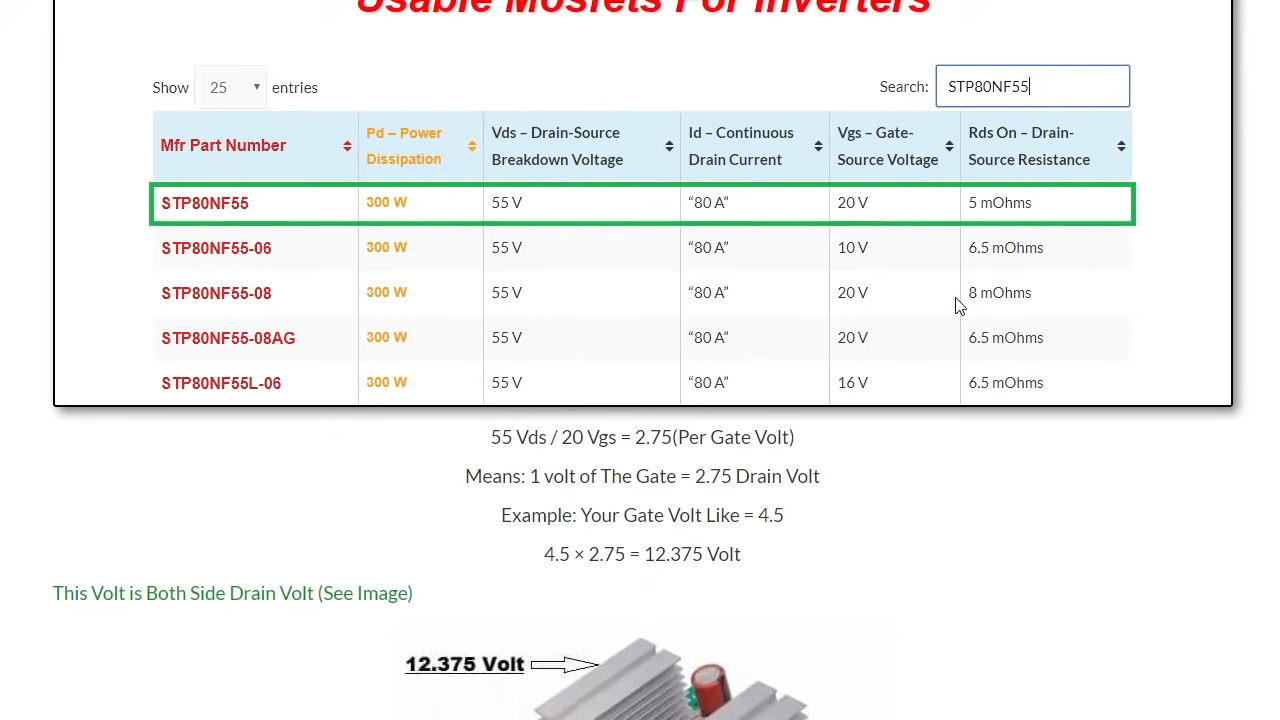 Usable Mosfets For Inverters
Show 25 entries
Search: STP80NF55
Mfr Part Number
Pd – Power Dissipation
Vds – Drain-Source Breakdown Voltage
Id – Continuous Drain Current
Vgs – Gate-Source Voltage
Rds On – Drain-Source Resistance
STP80NF55 300 W 55 V “80 A” 20 V 5 mOhms
STP80NF55-06 300 W 55 V “80 A” 10 V 6.5 mOhms
STP80NF55-08 300 W 55 V “80 A” 20 V 8 mOhms
STP80NF55-08AG 300 W 55 V “80 A” 20 V 6.5 mOhms
STP80NF55L-06 300 W 55 V “80 A” 16 V 6.5 mOhms
55 Vds / 20 Vgs = 2.75(Per Gate Volt)
Means: 1 volt of The Gate = 2.75 Drain Volt
Example: Your Gate Volt Like = 4.5
4.5 × 2.75 = 12.375 Volt
This Volt is Both Side Drain Volt (See Image)
12.375 Volt